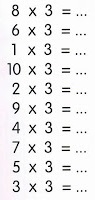 8 x 3 = ...
6 x 3 = ...
1 x 3 = ...
10 x 3 = ...
2 x 3 = ...
9 x 3 = ...
4 x 3 = ...
7 x 3 = ...
5 x 3 = ...
3 x 3 = ...